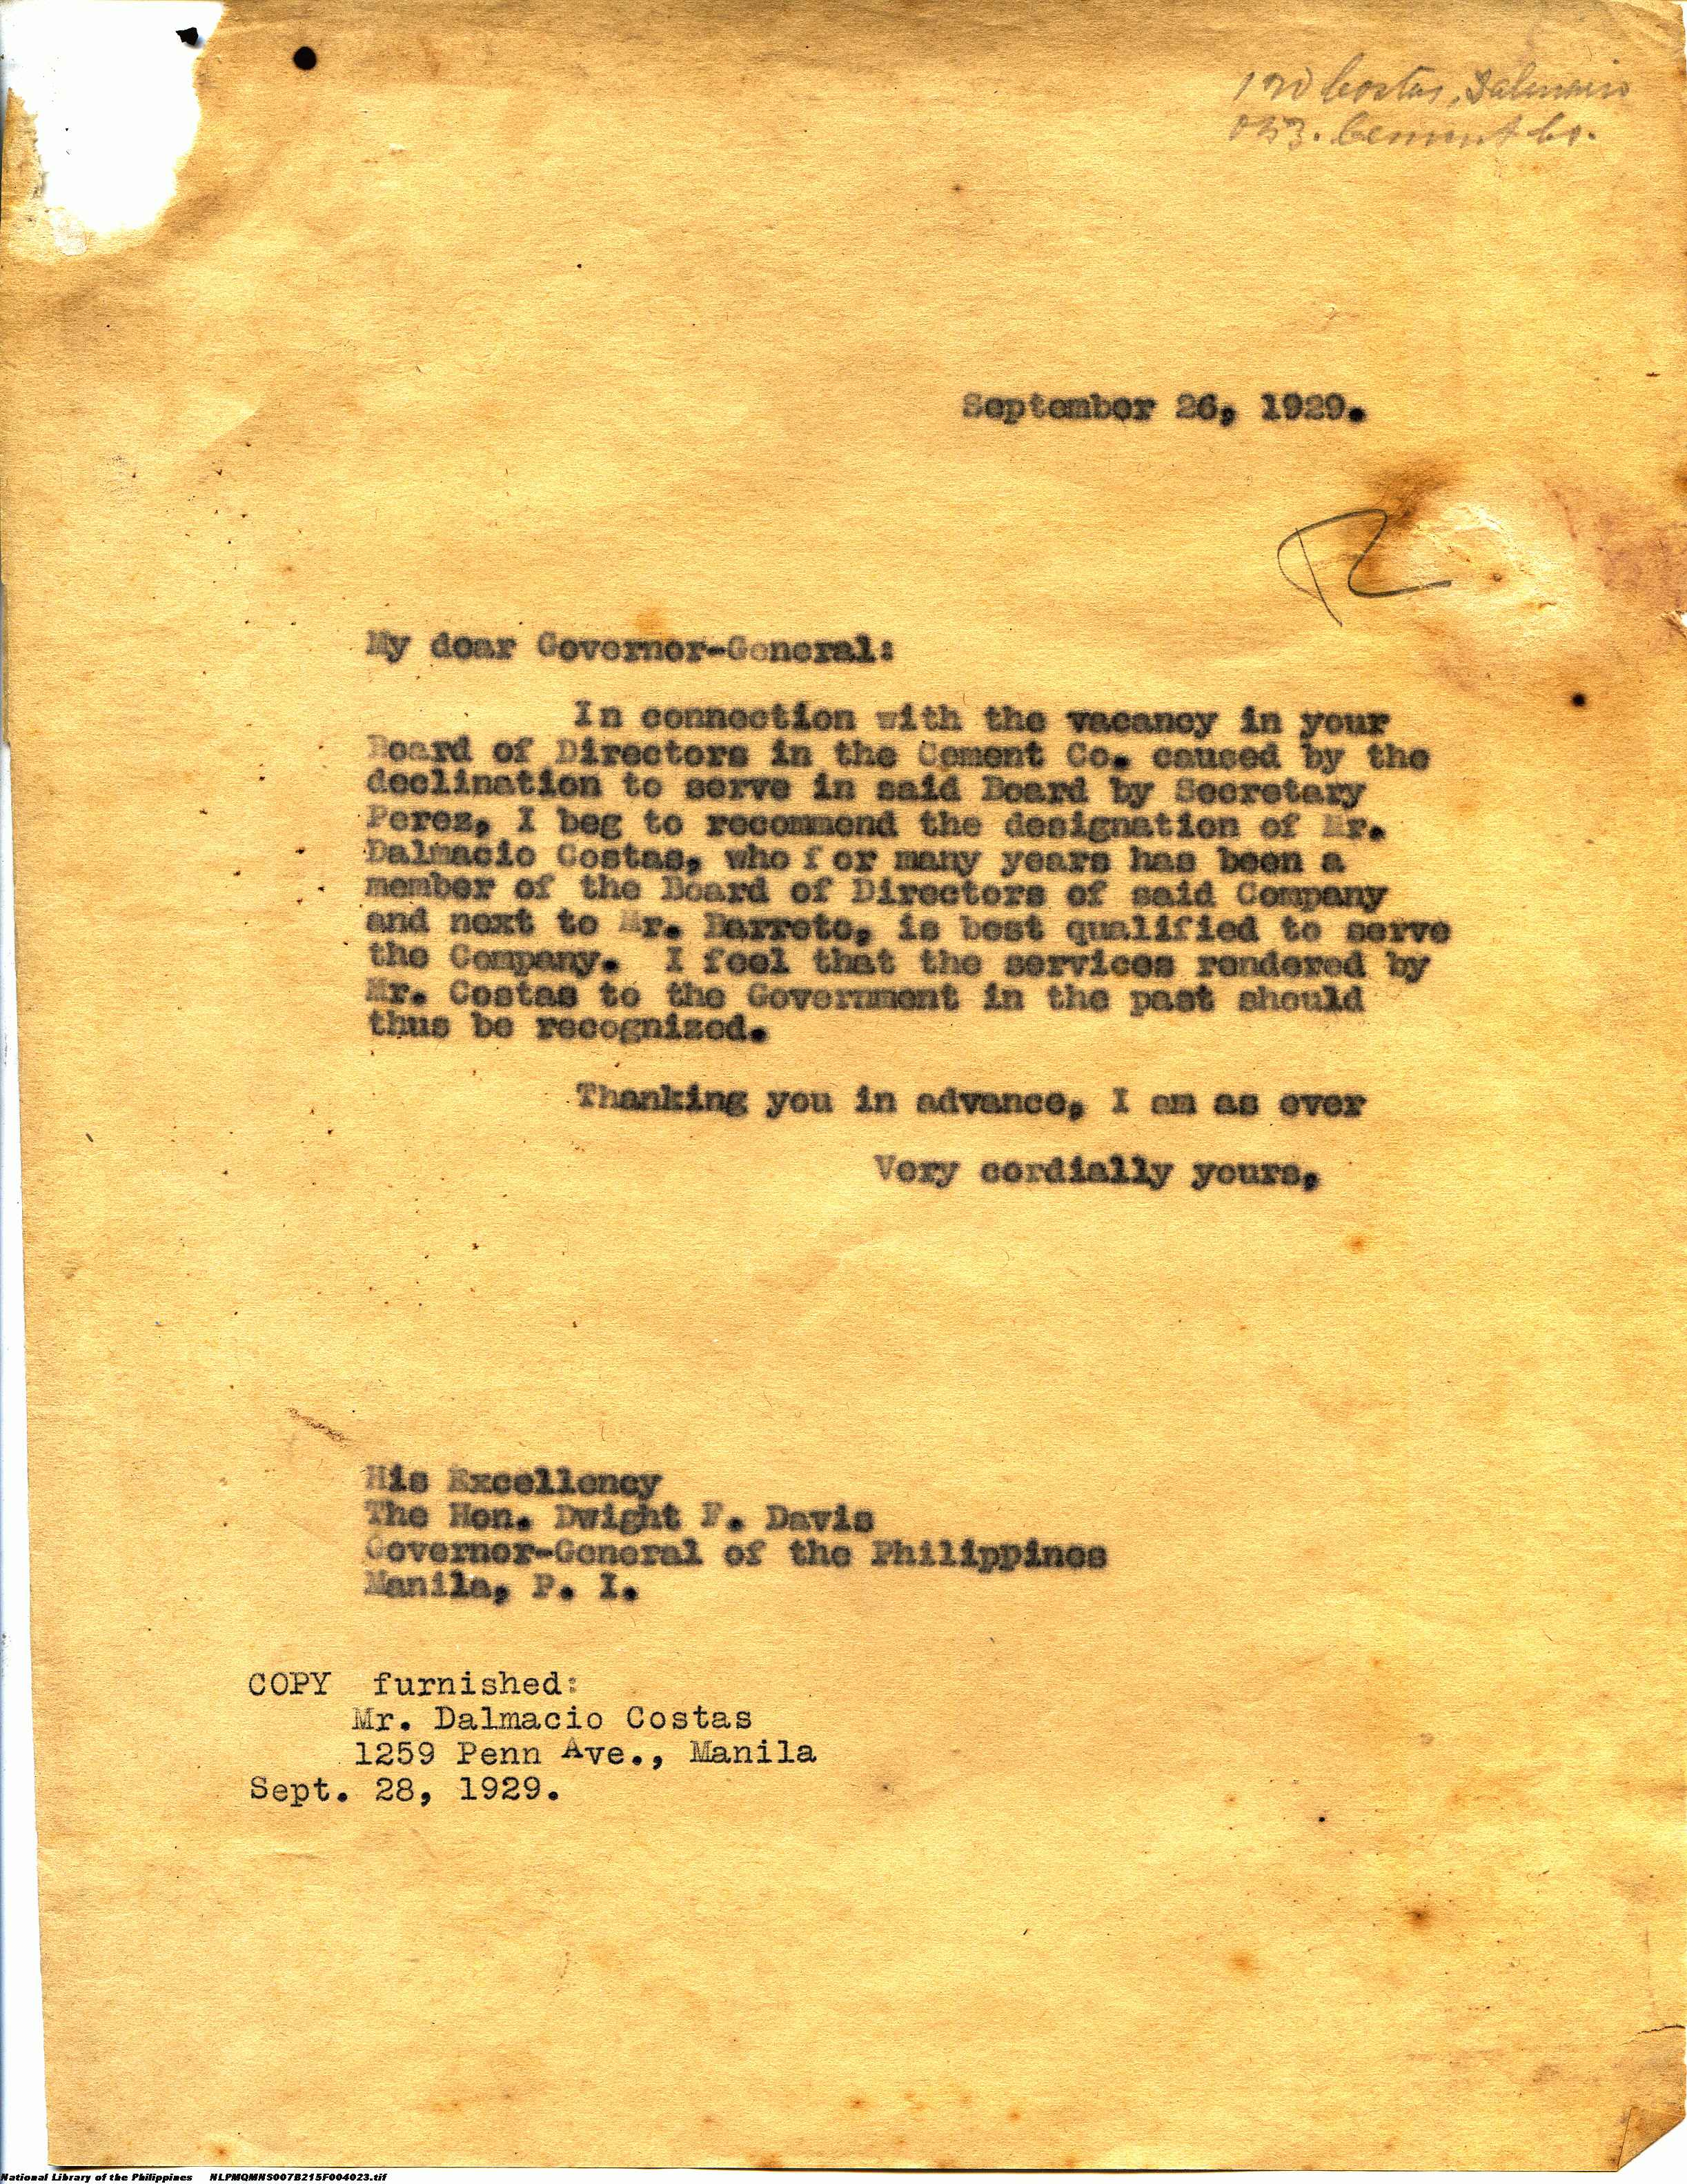 Costas, Dalmacio
Cement Co.
September 26, 1929.
R
My dear Governor-General:
In connection with the vacancy in your
Board of Directors in the Cement Co. caused by the
declination to serve in said Board by Secretary
Perez, I beg to recommend the designation of Mr.
Dalmacio Costas, who for many years has been a
member of the Board of Directors of said Company
and next to Mr. Barreto, is best qualified to serve
the Company. I feel that the services rendered by
Mr. Costas to the Government in the past should
thus be recognized.
Thanking you in advance, I am as ever
Very cordially yours,
His Excellency
The Hon. Dwight F. Davis
Governor-General of the Philippines
Manila, P. I.
COPY furnished:
Mr. Dalmacio Costas
1259 Penn Ave., Manila
Sept. 28, 1929.
National Library of the Philippines NLPMQMNS007B215F004023.tif